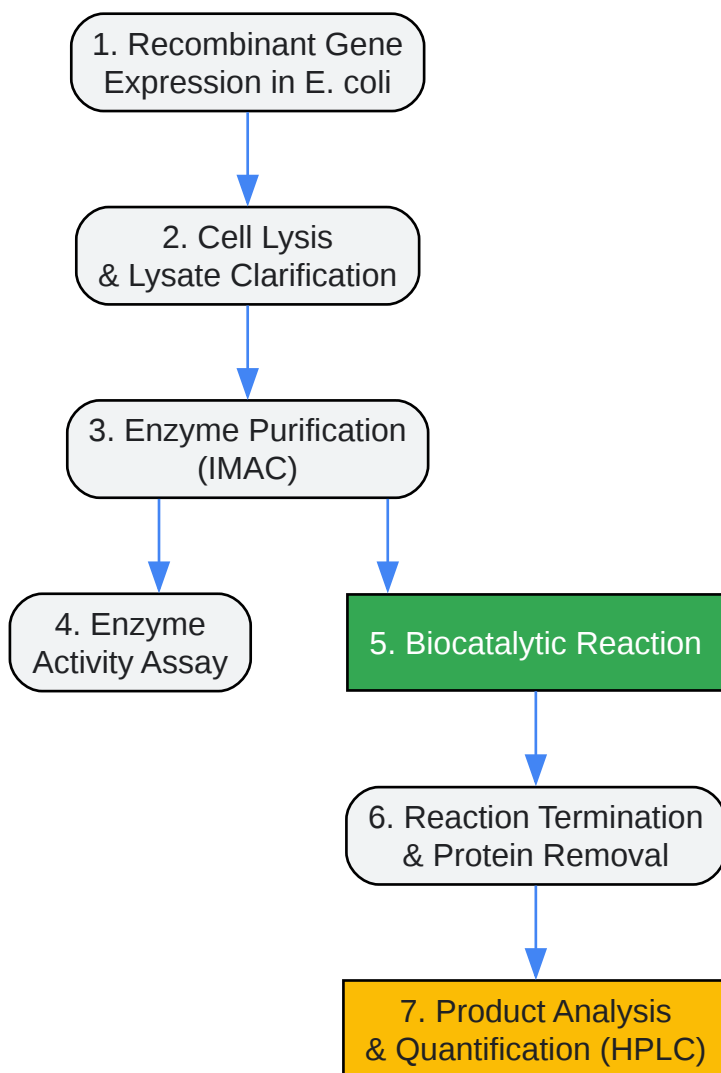 1. Recombinant Gene
Expression in E. coli
2. Cell Lysis
& Lysate Clarification
3. Enzyme Purification
(IMAC)
4. Enzyme
Activity Assay
5. Biocatalytic Reaction
6. Reaction Termination
& Protein Removal
7. Product Analysis
& Quantification (HPLC)